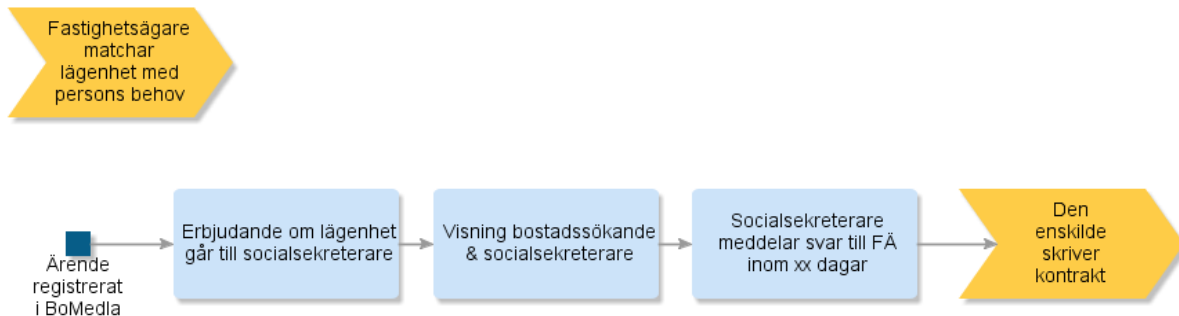 Fastighetsägare
matchar
lägenhet med
persons behov
Ärende
registrerat
i BoMedla
Erbjudande om lägenhet
går till socialsekreterare
Visning bostadssökande
& socialsekreterare
Socialsekreterare
meddelar svar till FÄ
inom xx dagar
Den
enskilde
skriver
kontrakt